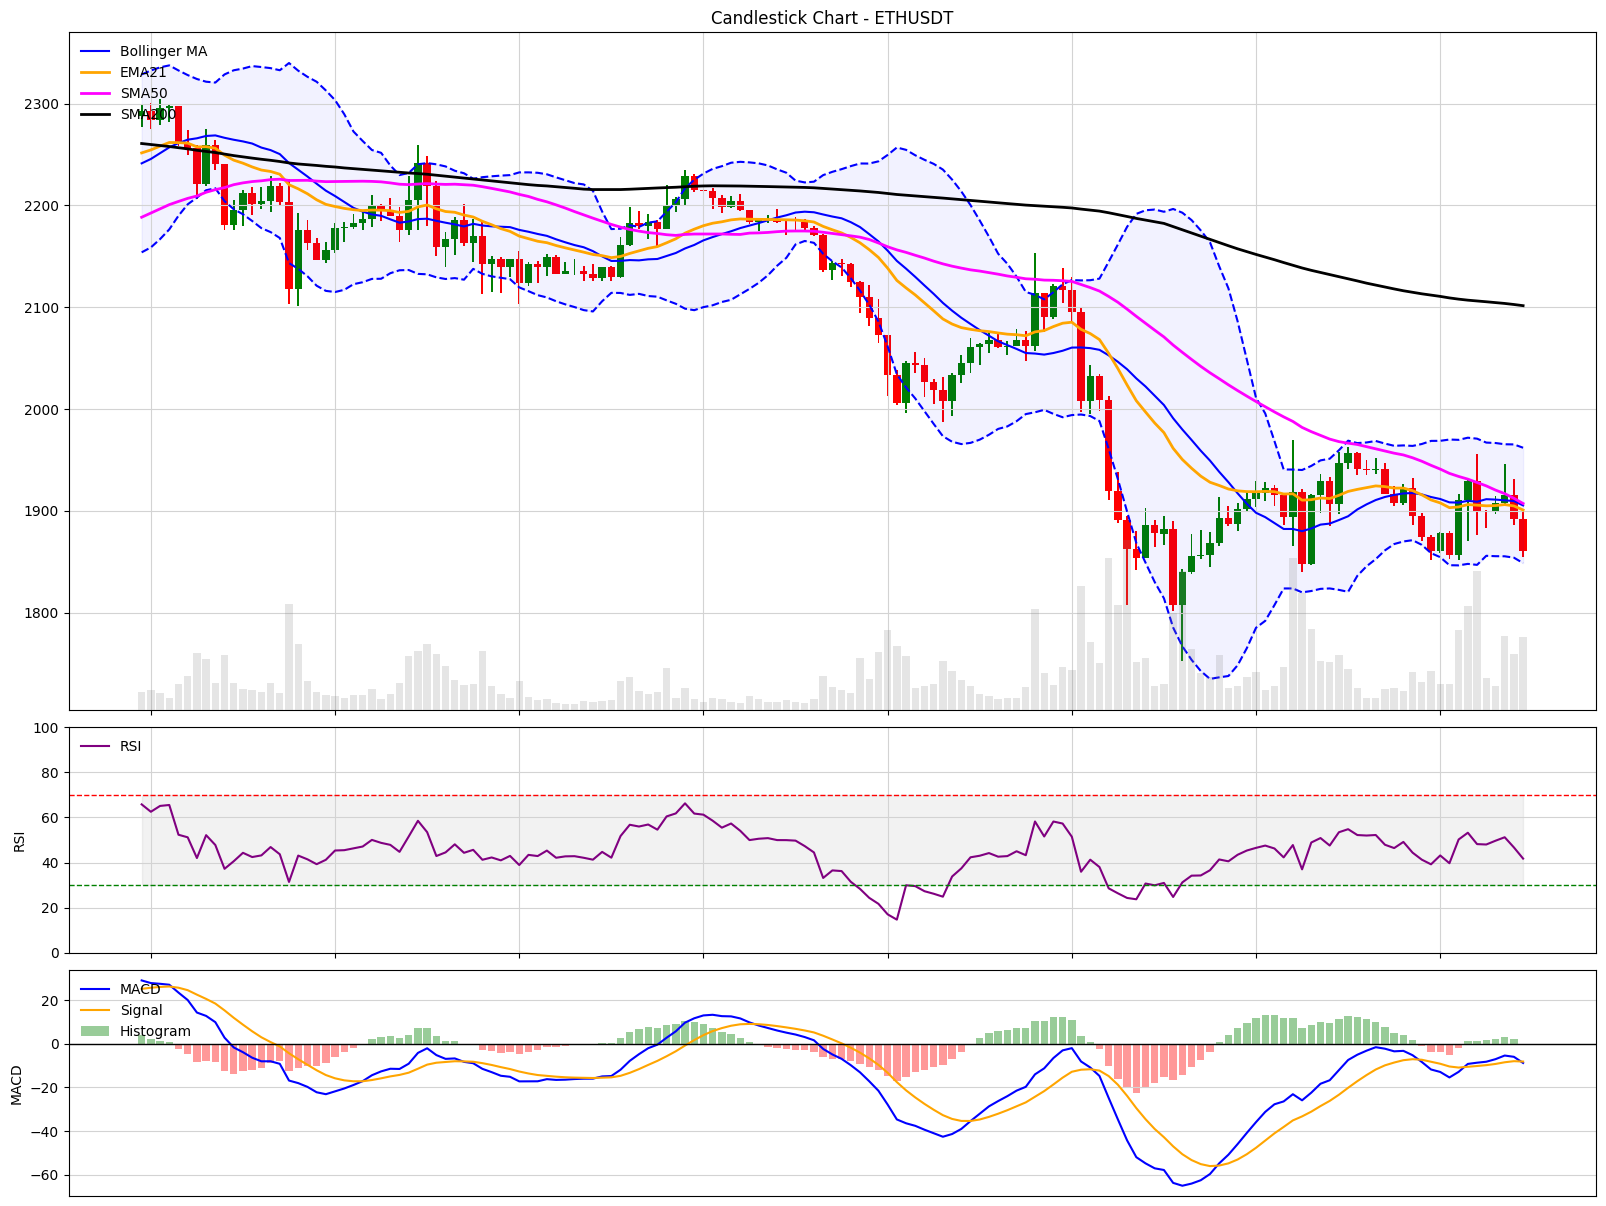 Candlestick Chart - ETHUSDT
Bollinger MA
EMA21
SMA50
SMA200
2300
2200
2100
2000
1900
1800
RSI
100
80
60
40
20
0
RSI
MACD
Signal
Histogram
20
0
−20
−40
−60
MACD